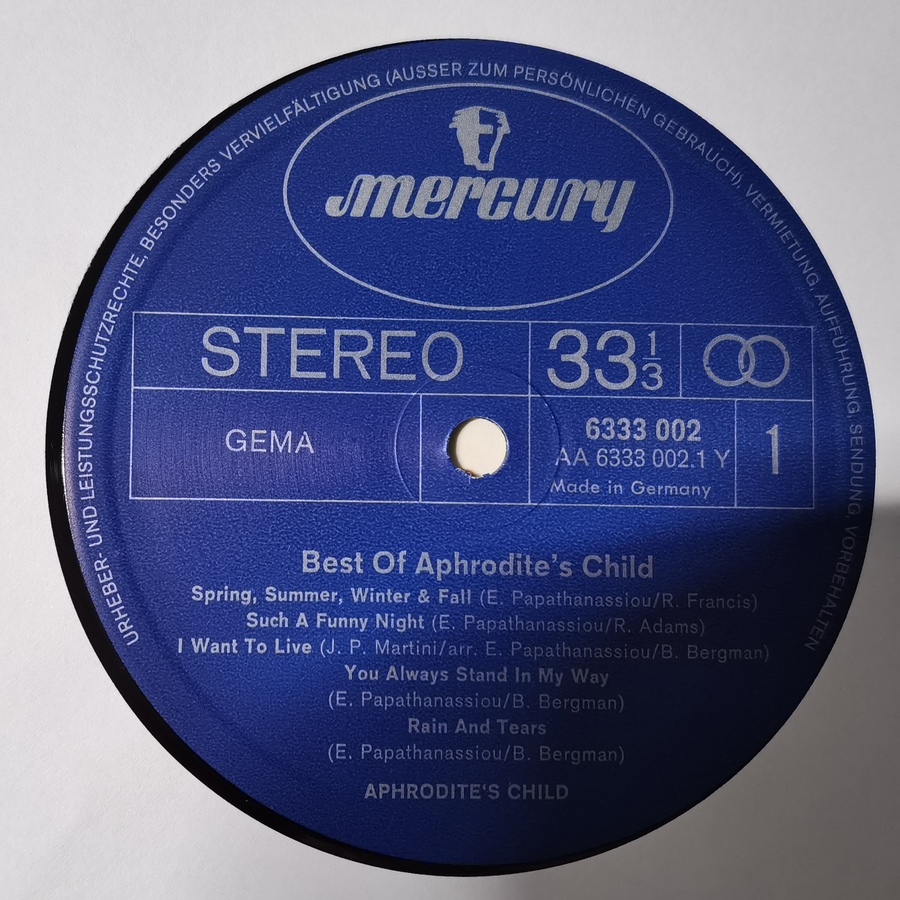 URHEBER- UND LEISTUNGSSCHUTZRECHTE, BESONDERS VERVIELFÄLTIGUNG (AUSSER ZUM PERSÖNLICHEN GEBRAUCH), VERMIETUNG AUFFÜHRUNG SENDUNG VORBEHALTEN
mercury
STEREO
33 1/3
GEMA
6333 002
AA 6333 002.1 Y
Made in Germany
1
Best Of Aphrodite's Child
Spring, Summer, Winter & Fall (E. Papathanassiou/R. Francis)
Such A Funny Night (E. Papathanassiou/R. Adams)
I Want To Live (J. P. Martini/arr. E. Papathanassiou/B. Bergman)
You Always Stand In My Way
(E. Papathanassiou/B. Bergman)
Rain And Tears
(E. Papathanassiou/B. Bergman)
APHRODITE'S CHILD